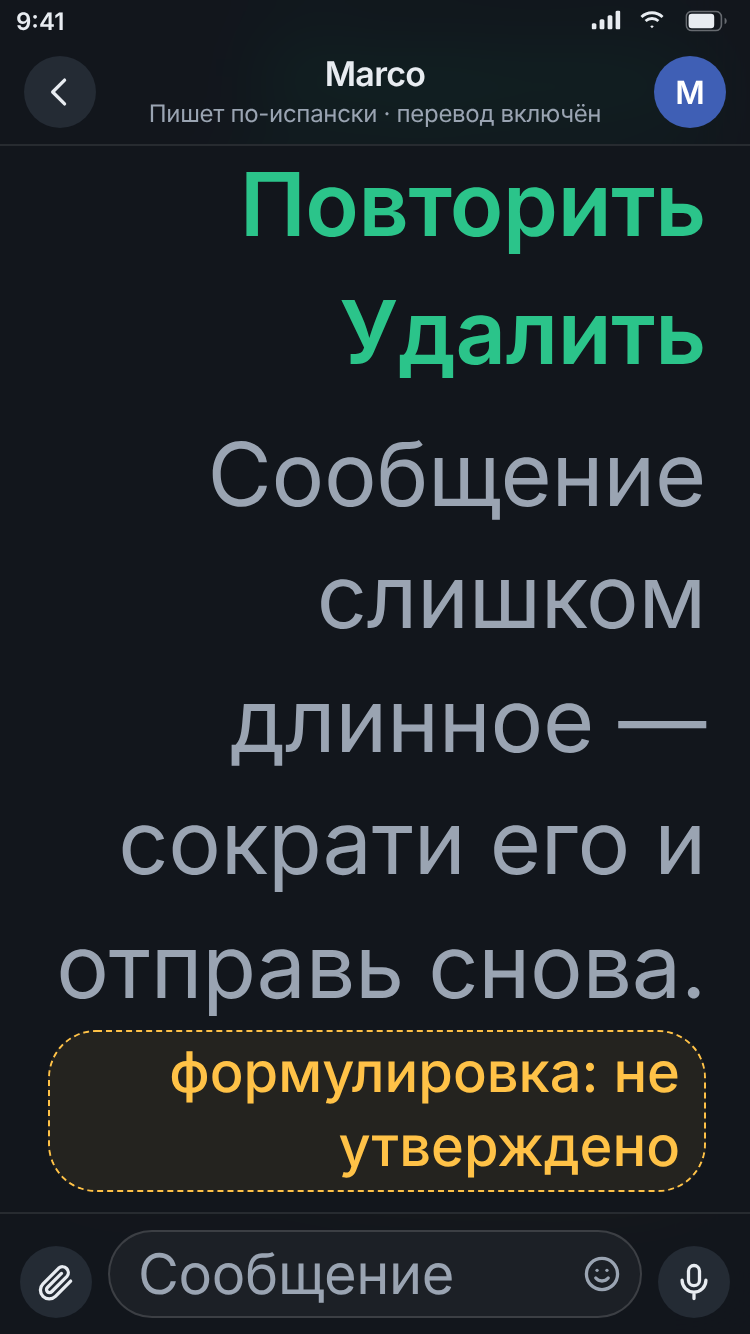 9:41
Marco
Пишет по-испански · перевод включён
M
Повторить
Удалить
Сообщение
слишком
длинное —
сократи его и
отправь снова.
формулировка: не
утверждено
Сообщение